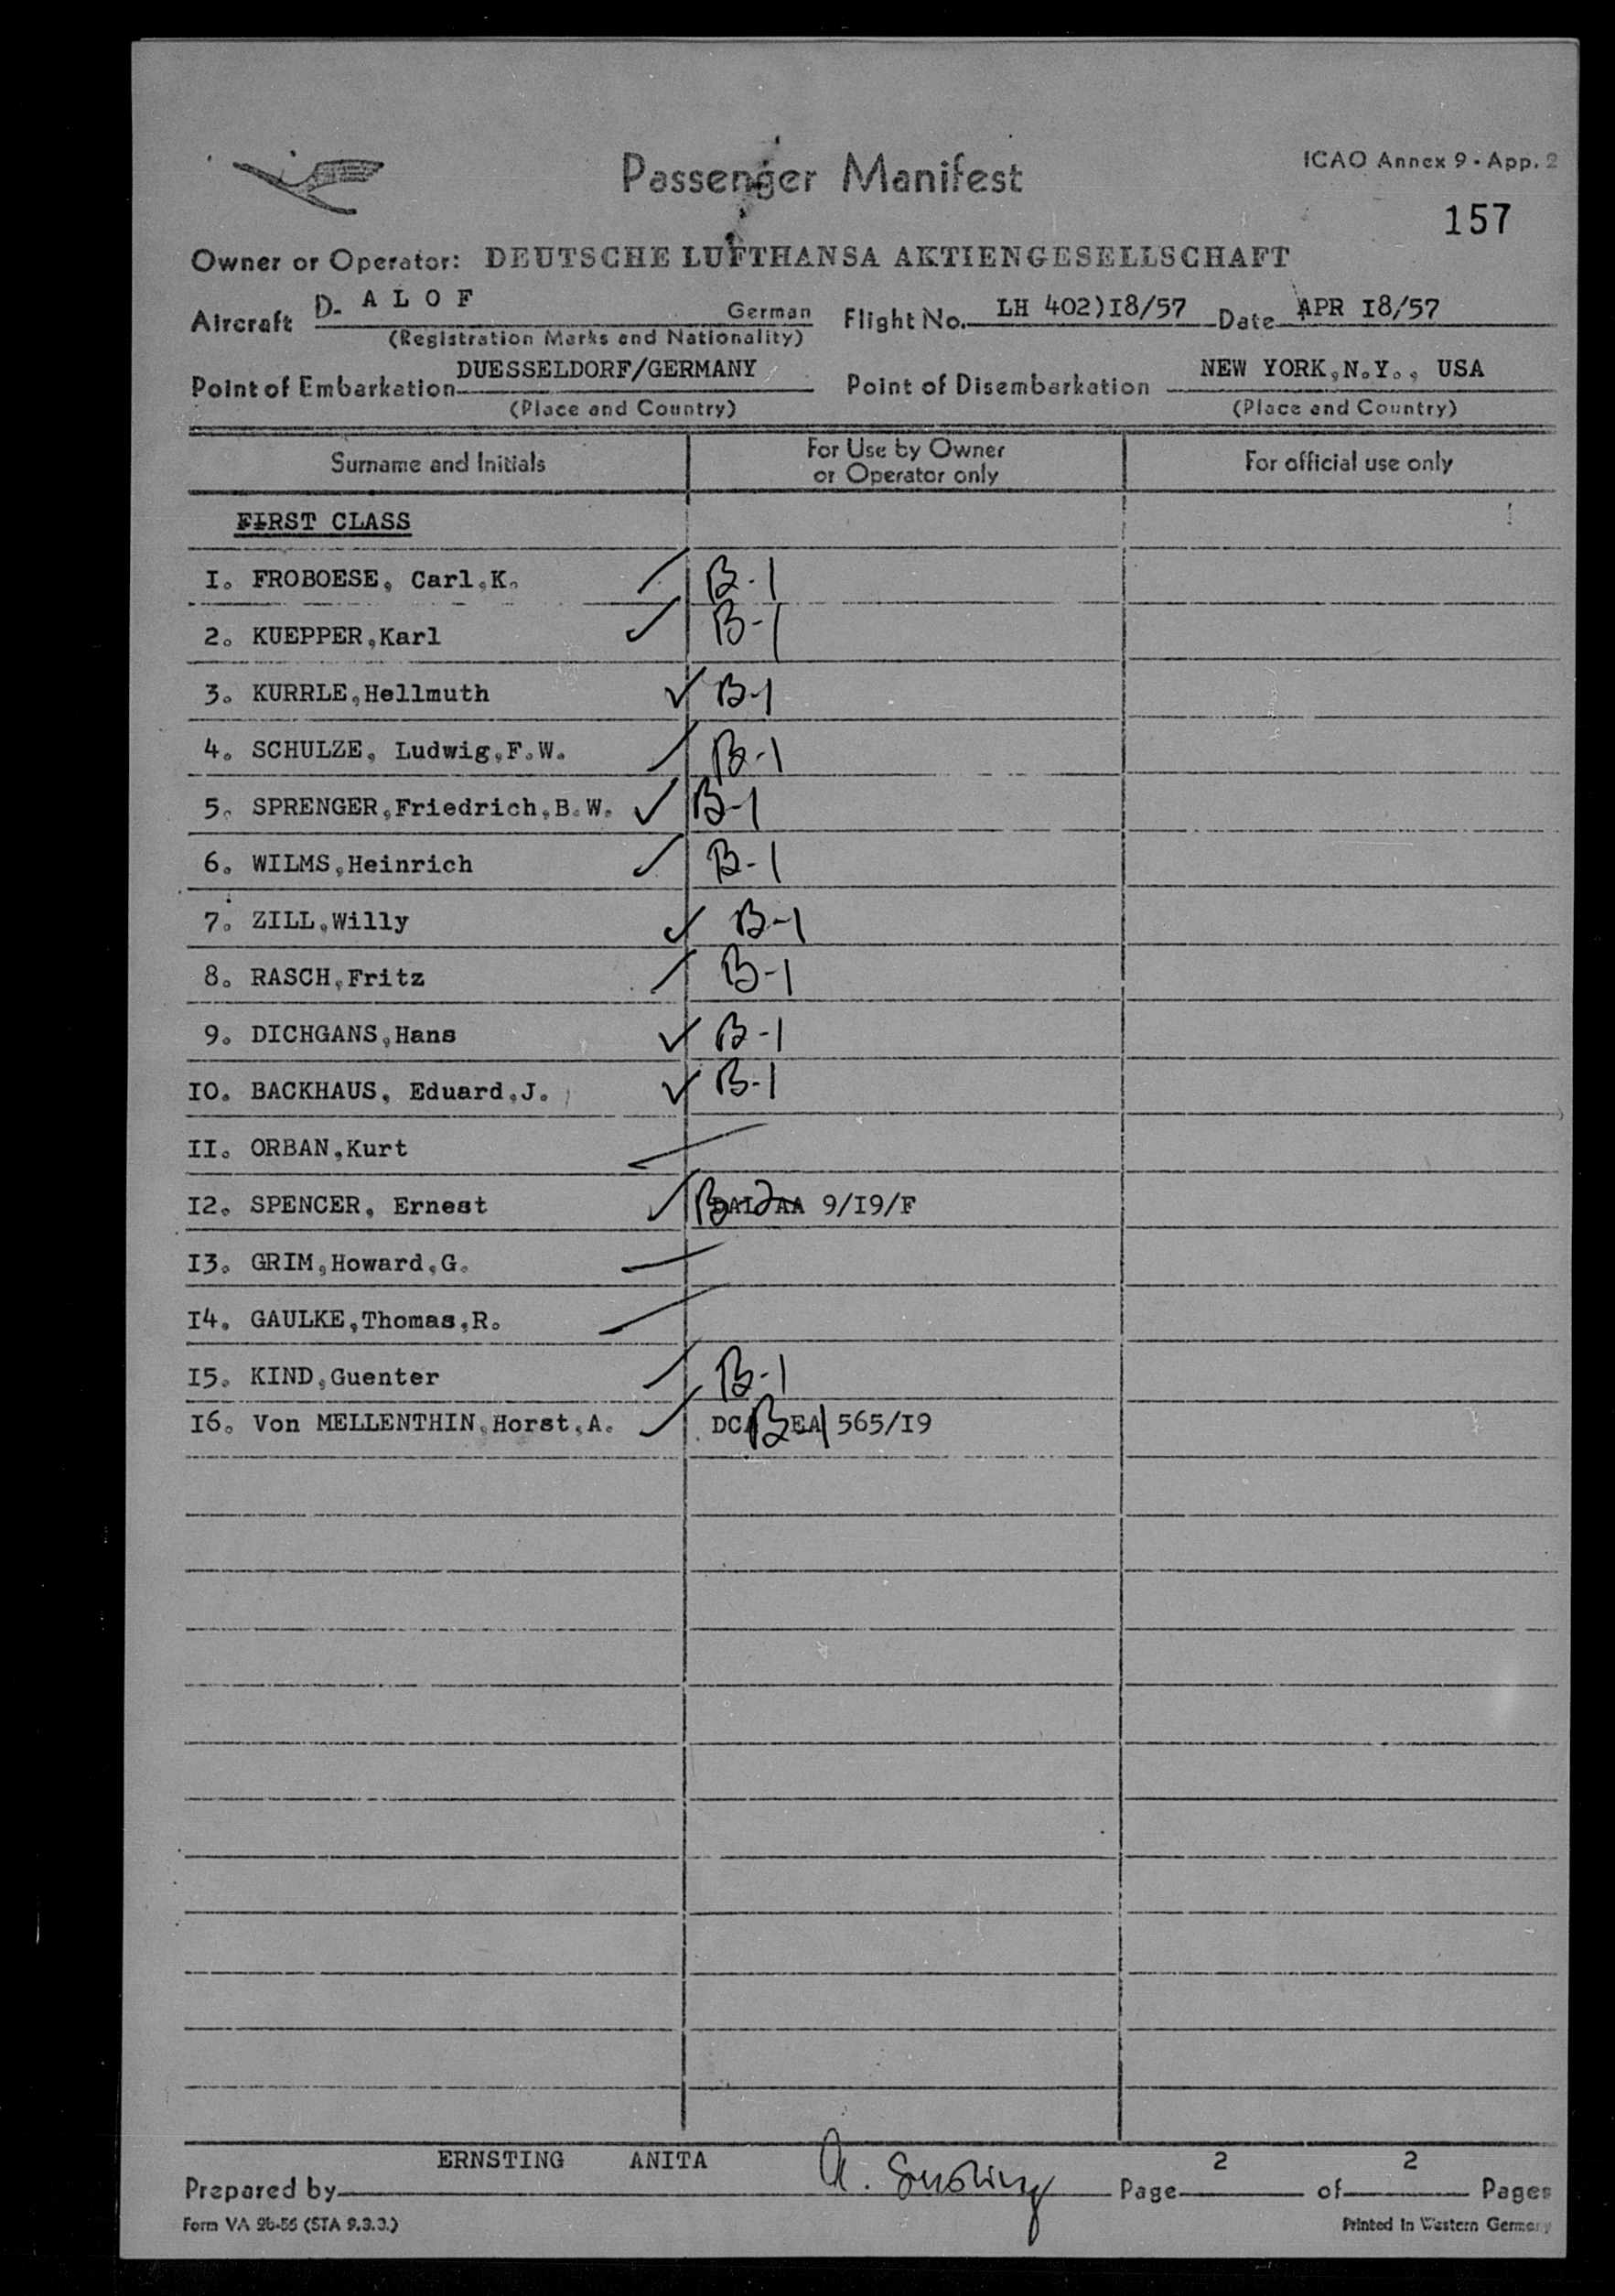 Passenger Manifest
ICAO Annex 9 - App. 2
157
Owner or Operator: DEUTSCHE LUFTHANSA AKTIENGESELLSCHAFT
Aircraft D- A L O F German Flight No. LH 402)I8/57 Date APR I8/57
(Registration Marks and Nationality)
Point of Embarkation DUESSELDORF/GERMANY Point of Disembarkation NEW YORK,N.Y., USA
(Place and Country) (Place and Country)
Surname and Initials For Use by Owner or Operator only For official use only
FIRST CLASS
I. FROBOESE, Carl,K. B-1
2. KUEPPER,Karl B-1
3. KURRLE,Hellmuth B-1
4. SCHULZE, Ludwig,F.W. B-1
5. SPRENGER,Friedrich,B.W. B-1
6. WILMS,Heinrich B-1
7. ZILL,Willy B-1
8. RASCH,Fritz B-1
9. DICHGANS,Hans B-1
IO. BACKHAUS, Eduard,J. B-1
II. ORBAN,Kurt
I2. SPENCER, Ernest 9/I9/F
I3. GRIM,Howard,G.
I4. GAULKE,Thomas,R.
I5. KIND,Guenter B-1
I6. Von MELLENTHIN,Horst,A. 565/I9
Prepared by ERNSTING ANITA A. Ernsting Page 2 of 2 Pages
Form VA 26-56 (STA 9.3.3.) Printed in Western Germany